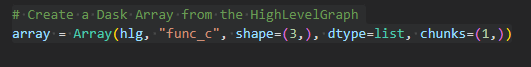 # Create a Dask Array from the HighLevelGraph
array = Array(hlg, "func_c", shape=(3,), dtype=list, chunks=(1,))